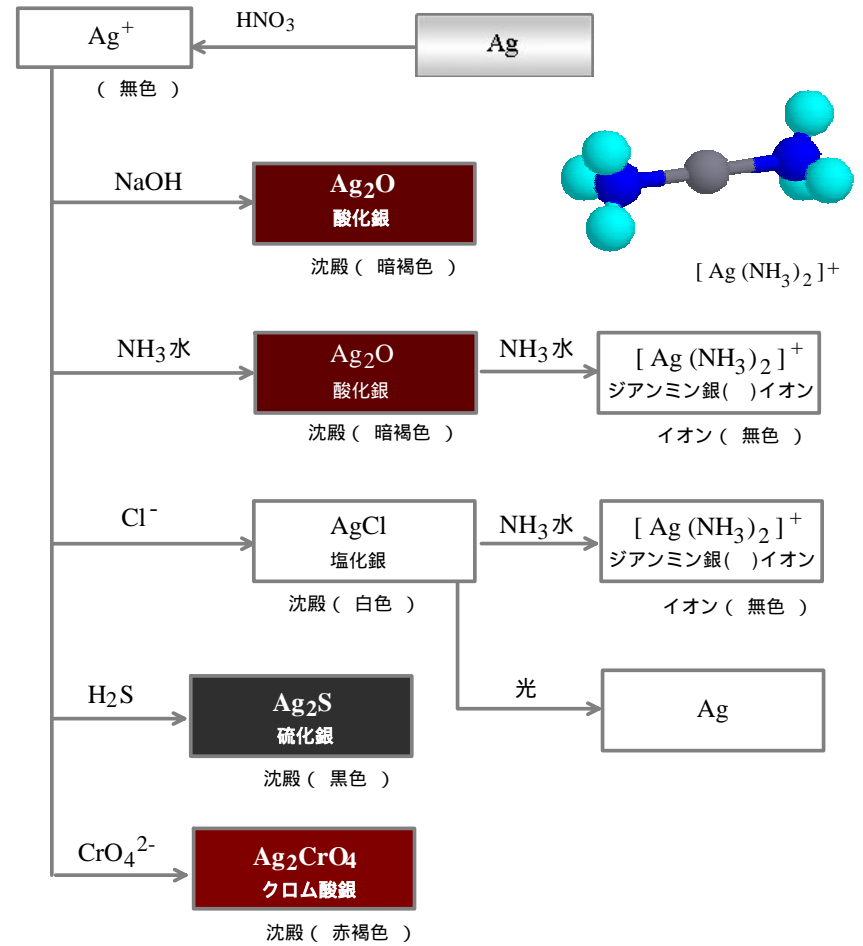 Ag⁺
HNO₃
Ag
( 無色 )
NaOH
Ag₂O
酸化銀
沈殿 ( 暗褐色 )
[ Ag (NH₃)₂ ]⁺
NH₃水
Ag₂O
酸化銀
沈殿 ( 暗褐色 )
NH₃水
[ Ag (NH₃)₂ ]⁺
ジアンミン銀( )イオン
イオン ( 無色 )
Cl⁻
AgCl
塩化銀
沈殿 ( 白色 )
NH₃水
[ Ag (NH₃)₂ ]⁺
ジアンミン銀( )イオン
イオン ( 無色 )
光
Ag
H₂S
Ag₂S
硫化銀
沈殿 ( 黒色 )
CrO₄²⁻
Ag₂CrO₄
クロム酸銀
沈殿 ( 赤褐色 )